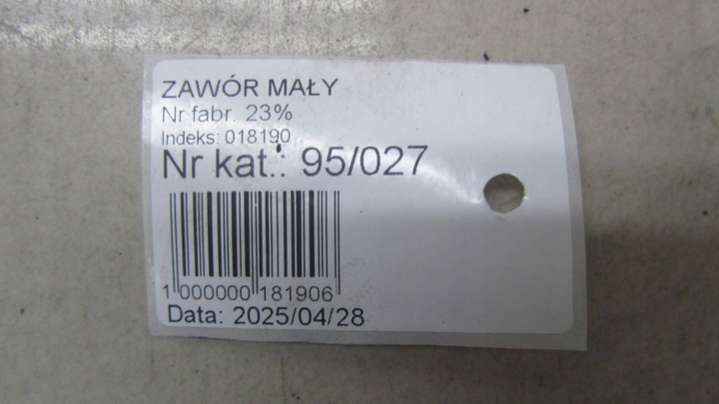 ZAWÓR MAŁY
Nr fabr. 23%
Indeks: 018190
Nr kat.: 95/027
1 000000 181906
Data: 2025/04/28